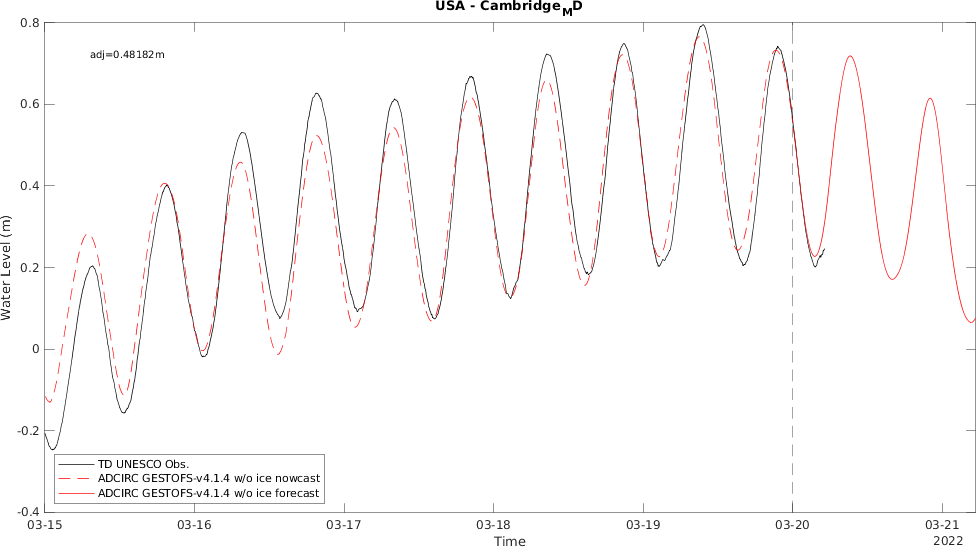 USA - Cambridge_MD
adj=0.48182m
0.8
0.6
0.4
0.2
0
-0.2
-0.4
Water Level (m)
TD UNESCO Obs.
ADCIRC GESTOFS-v4.1.4 w/o ice nowcast
ADCIRC GESTOFS-v4.1.4 w/o ice forecast
03-15 03-16 03-17 03-18 03-19 03-20 03-21
Time
2022